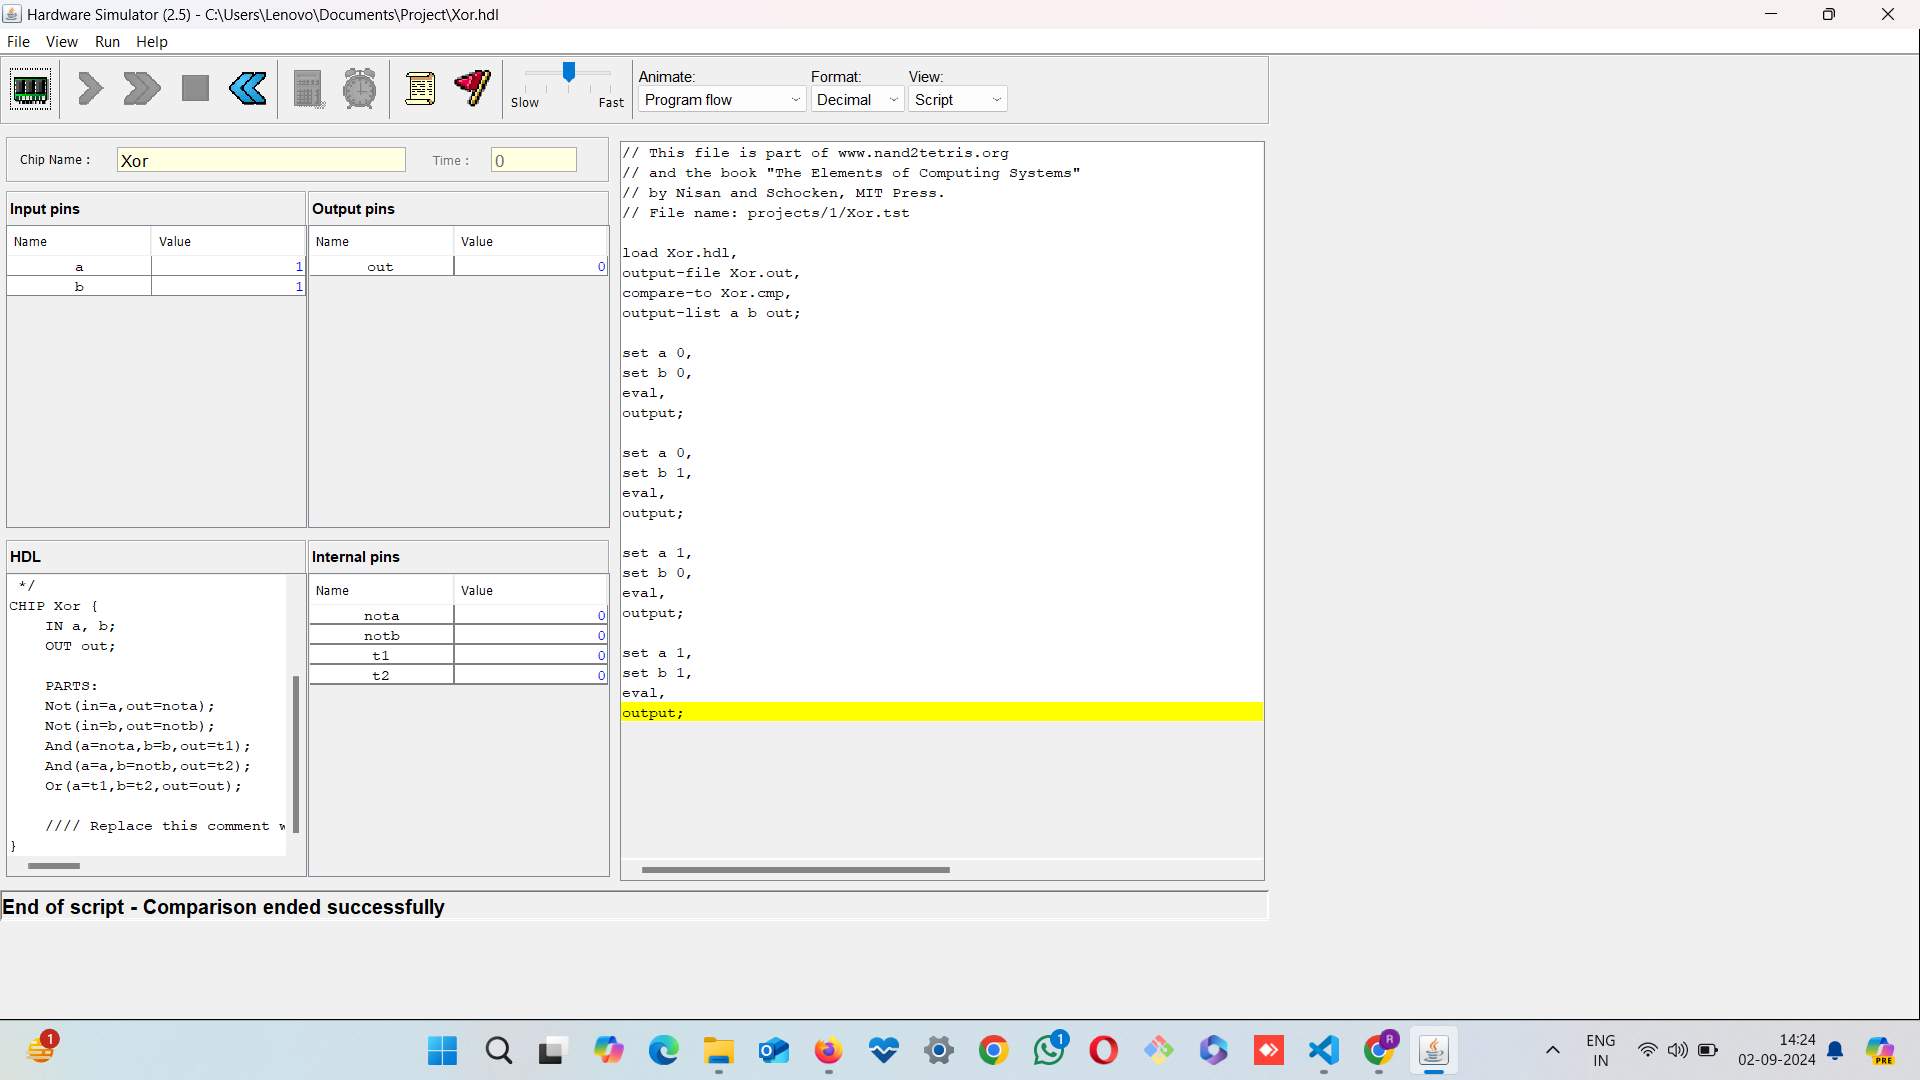 Hardware Simulator (2.5) - C:\Users\Lenovo\Documents\Project\Xor.hdl
File View Run Help
Slow Fast
Animate: Format: View:
Program flow Decimal Script
Chip Name : Xor Time : 0
Input pins
Name Value
a 1
b 1
Output pins
Name Value
out 0
HDL
*/
CHIP Xor {
IN a, b;
OUT out;
PARTS:
Not(in=a,out=nota);
Not(in=b,out=notb);
And(a=nota,b=b,out=t1);
And(a=a,b=notb,out=t2);
Or(a=t1,b=t2,out=out);
//// Replace this comment
}
Internal pins
Name Value
nota 0
notb 0
t1 0
t2 0
// This file is part of www.nand2tetris.org
// and the book "The Elements of Computing Systems"
// by Nisan and Schocken, MIT Press.
// File name: projects/1/Xor.tst
load Xor.hdl,
output-file Xor.out,
compare-to Xor.cmp,
output-list a b out;
set a 0,
set b 0,
eval,
output;
set a 0,
set b 1,
eval,
output;
set a 1,
set b 0,
eval,
output;
set a 1,
set b 1,
eval,
output;
End of script - Comparison ended successfully
1
1
R
ENG
IN
14:24
02-09-2024
PRE